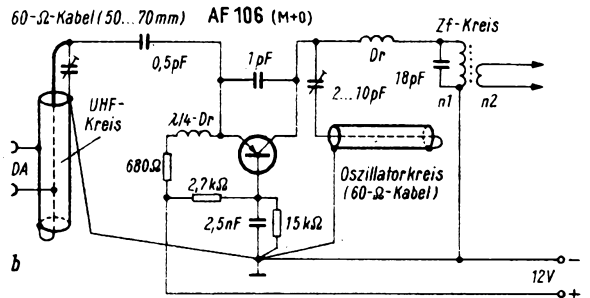 60-Ω-Kabel (50...70mm) AF 106 (M+O)
Zf-Kreis
0,5pF
1pF
Dr
2...10pF
18pF
n1 n2
UHF-
Kreis
λ/4-Dr
DA
680Ω
2,7kΩ
Oszillatorkreis
(60-Ω-Kabel)
2,5nF
15kΩ
b
-
12V
+